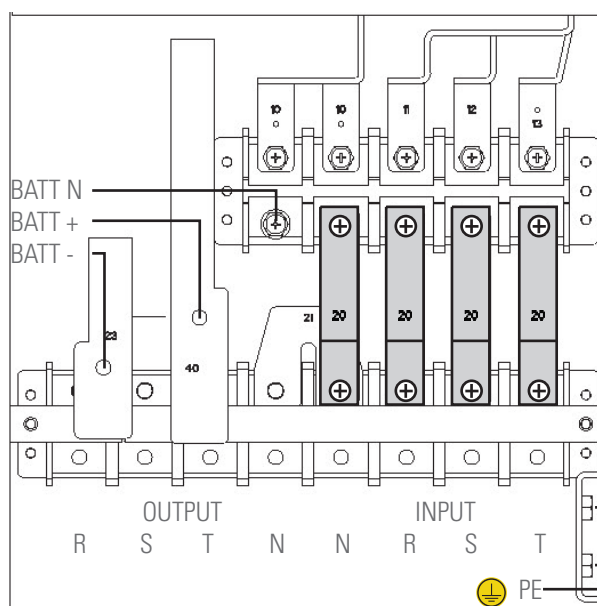 10 10 11 12 13
BATT N
BATT +
BATT -
23
40
21
20 20 20 20
OUTPUT INPUT
R S T N N R S T
PE